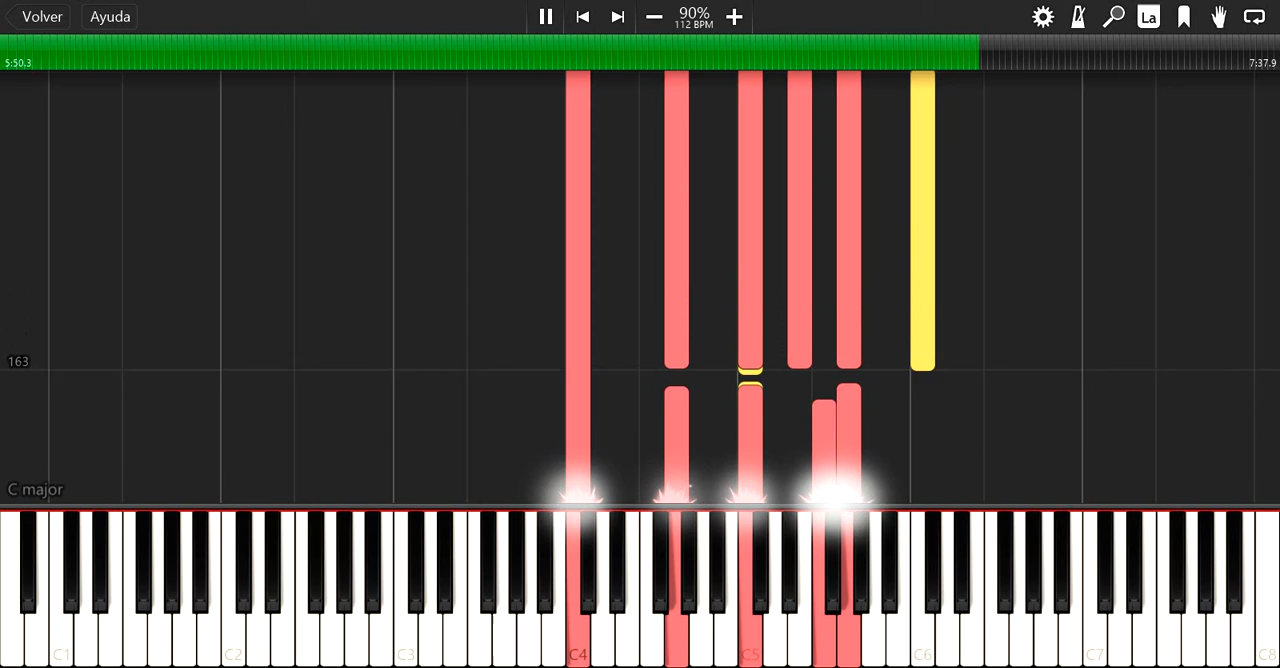 Volver
Ayuda
90%
112 BPM
La
5:50.3
7:37.9
163
C major
C1
C2
C3
C4
C5
C6
C7
C8